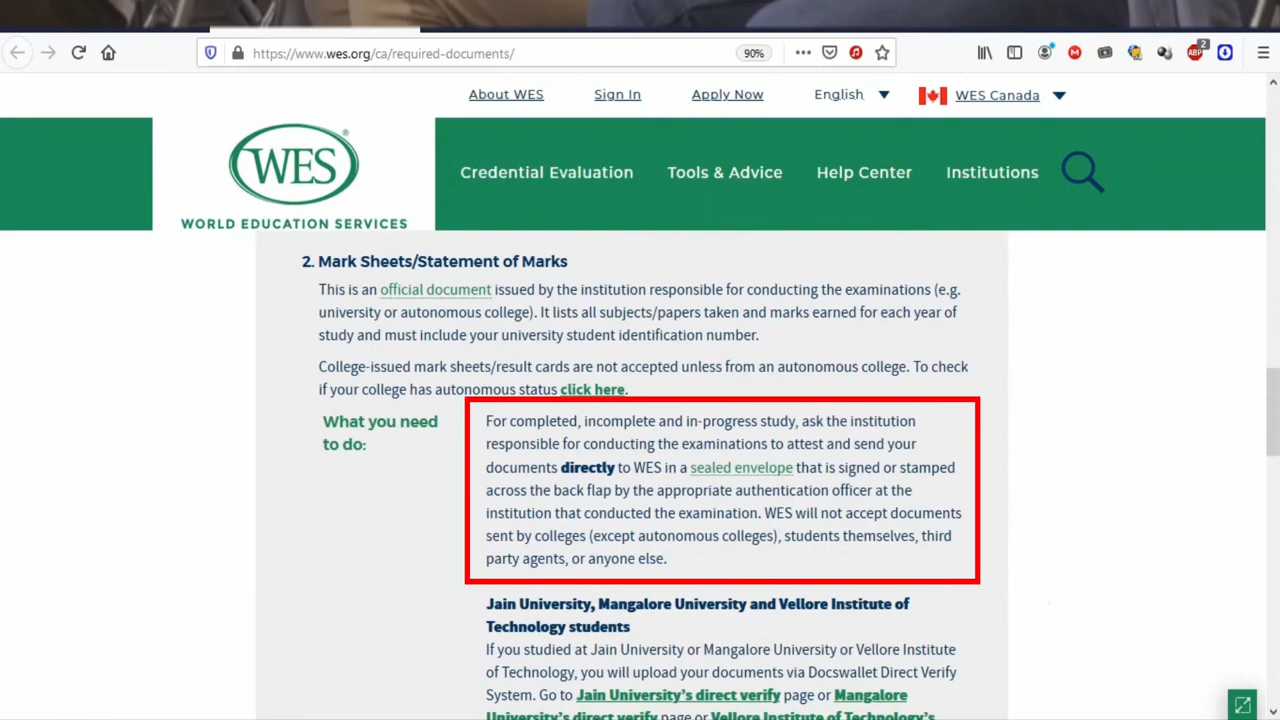 https://www.wes.org/ca/required-documents/
90%
2
ABP
About WES
Sign In
Apply Now
English
WES Canada
WES
®
WORLD EDUCATION SERVICES
Credential Evaluation
Tools & Advice
Help Center
Institutions
2. Mark Sheets/Statement of Marks
This is an official document issued by the institution responsible for conducting the examinations (e.g.
university or autonomous college). It lists all subjects/papers taken and marks earned for each year of
study and must include your university student identification number.
College-issued mark sheets/result cards are not accepted unless from an autonomous college. To check
if your college has autonomous status click here.
What you need
to do:
For completed, incomplete and in-progress study, ask the institution
responsible for conducting the examinations to attest and send your
documents directly to WES in a sealed envelope that is signed or stamped
across the back flap by the appropriate authentication officer at the
institution that conducted the examination. WES will not accept documents
sent by colleges (except autonomous colleges), students themselves, third
party agents, or anyone else.
Jain University, Mangalore University and Vellore Institute of
Technology students
If you studied at Jain University or Mangalore University or Vellore Institute
of Technology, you will upload your documents via Docswallet Direct Verify
System. Go to Jain University's direct verify page or Mangalore
University's direct verify page or Vellore Institute of Technology's